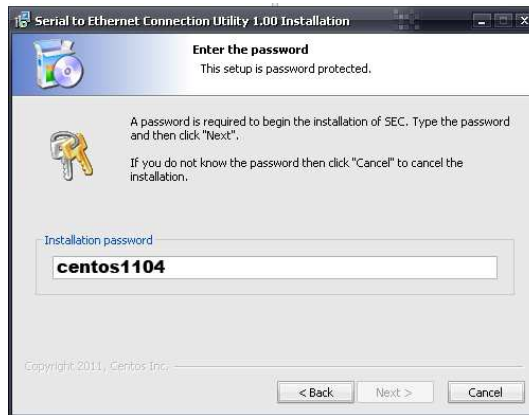 Serial to Ethernet Connection Utility 1.00 Installation
Enter the password
This setup is password protected.
A password is required to begin the installation of SEC. Type the password
and then click "Next".
If you do not know the password then click "Cancel" to cancel the
installation.
Installation password
centos1104
Copyright 2011, Centos Inc.
< Back
Next >
Cancel